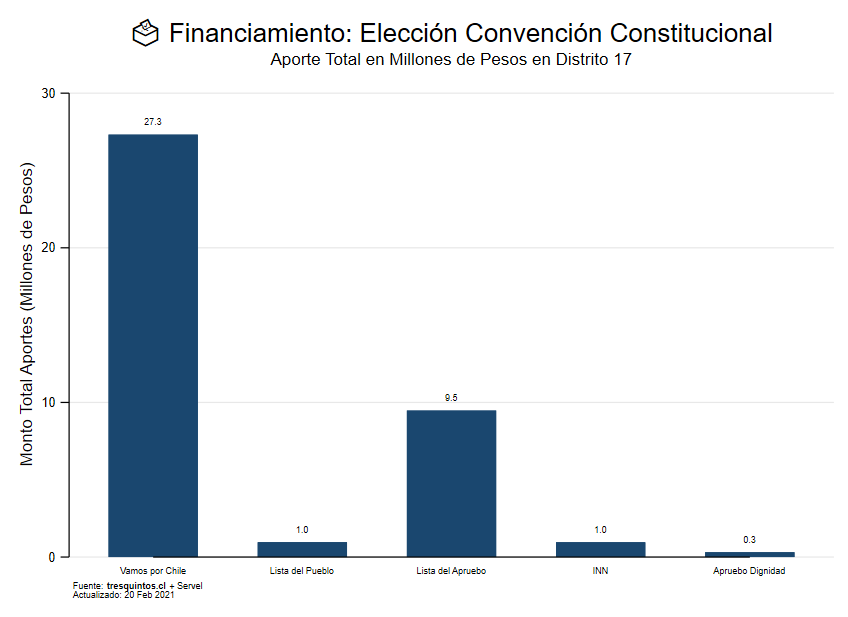 Financiamiento: Elección Convención Constitucional
Aporte Total en Millones de Pesos en Distrito 17
Monto Total Aportes (Millones de Pesos)
30
20
10
0
27.3
1.0
9.5
1.0
0.3
Vamos por Chile
Lista del Pueblo
Lista del Apruebo
INN
Apruebo Dignidad
Fuente: tresquintos.cl + Servel
Actualizado: 20 Feb 2021